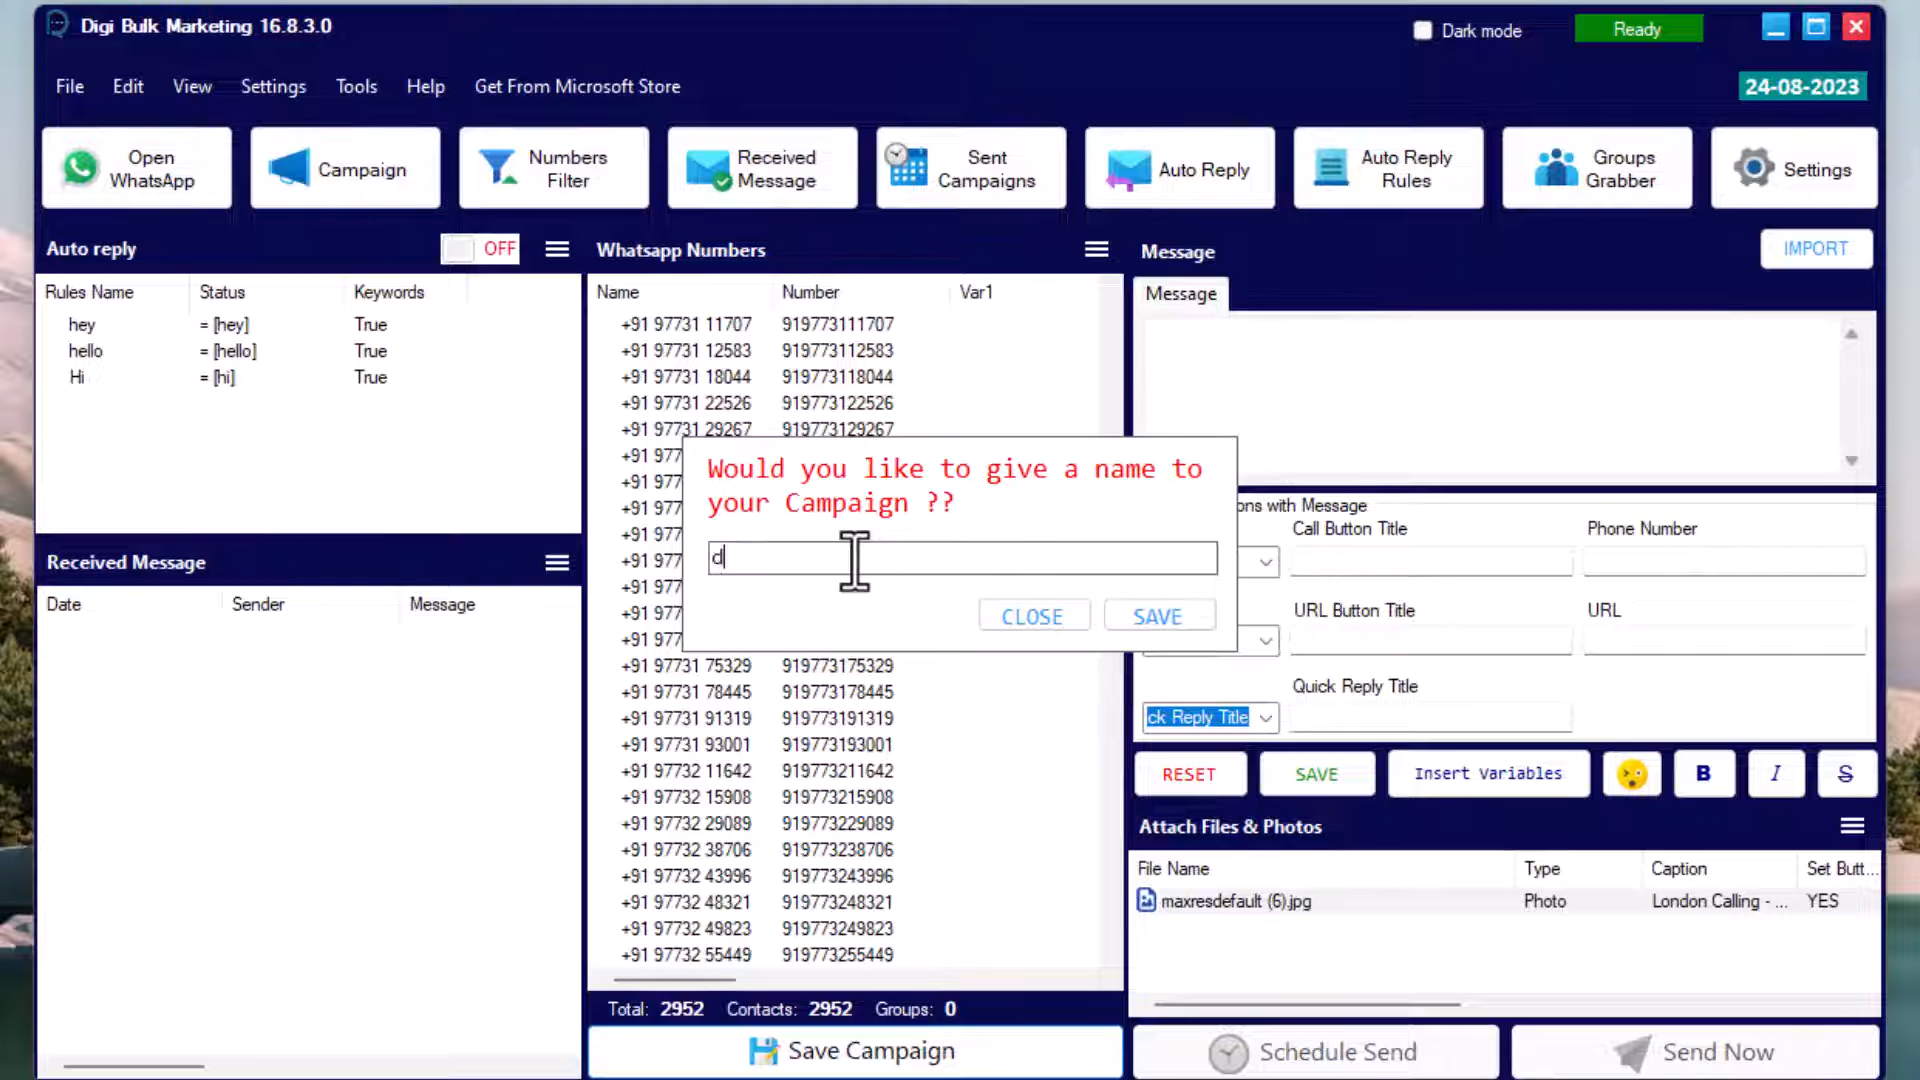 Digi Bulk Marketing 16.8.3.0
Dark mode
Ready
File Edit View Settings Tools Help Get From Microsoft Store
24-08-2023
Open
WhatsApp
Campaign
Numbers
Filter
Received
Message
Sent
Campaigns
Auto Reply
Auto Reply
Rules
Groups
Grabber
Settings
Auto reply
OFF
Rules Name Status Keywords
hey = [hey] True
hello = [hello] True
Hi = [hi] True
Received Message
Date Sender Message
Whatsapp Numbers
Name Number Var1
+91 97731 11707 919773111707
+91 97731 12583 919773112583
+91 97731 18044 919773118044
+91 97731 22526 919773122526
+91 97731 29267 919773129267
+91 977
+91 977
+91 977
+91 977
+91 977
+91 977
+91 977
+91 977
+91 97731 75329 919773175329
+91 97731 78445 919773178445
+91 97731 91319 919773191319
+91 97731 93001 919773193001
+91 97732 11642 919773211642
+91 97732 15908 919773215908
+91 97732 29089 919773229089
+91 97732 38706 919773238706
+91 97732 43996 919773243996
+91 97732 48321 919773248321
+91 97732 49823 919773249823
+91 97732 55449 919773255449
Total: 2952 Contacts: 2952 Groups: 0
Save Campaign
Would you like to give a name to
your Campaign ??
d
CLOSE SAVE
Message
IMPORT
Message
ons with Message
Call Button Title Phone Number
URL Button Title URL
Quick Reply Title
ck Reply Title
RESET SAVE Insert Variables B I S
Attach Files & Photos
File Name Type Caption Set Butt...
maxresdefault (6).jpg Photo London Calling - ... YES
Schedule Send Send Now